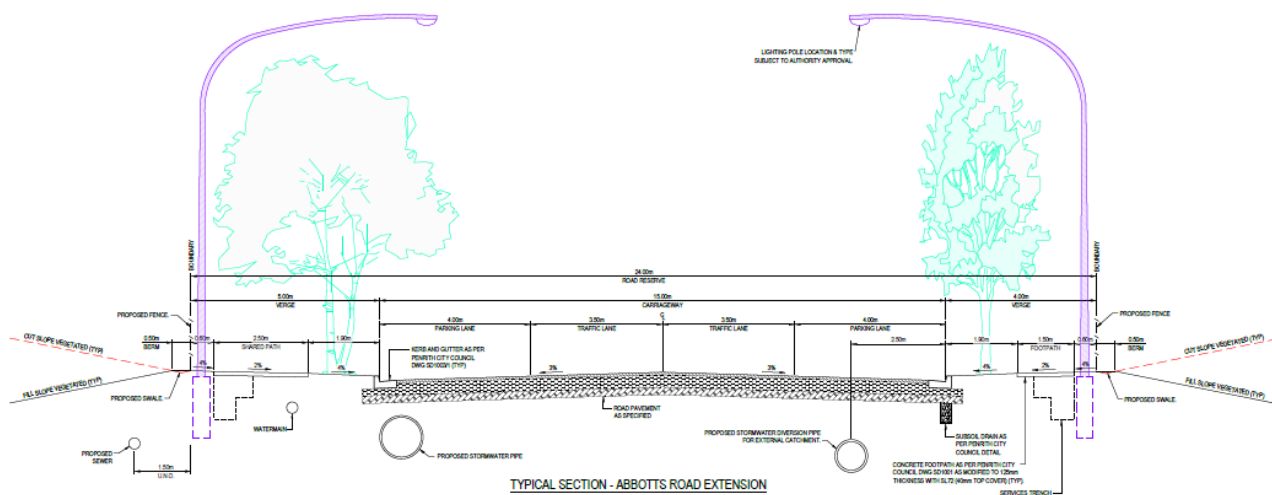 LIGHTING POLE LOCATION & TYPE
SUBJECT TO AUTHORITY APPROVAL.
BOUNDARY
BOUNDARY
24.00m
ROAD RESERVE
5.00m
VERGE
15.00m
CARRIAGEWAY
4.00m
VERGE
PROPOSED FENCE.
PROPOSED FENCE
4.00m
PARKING LANE
3.50m
TRAFFIC LANE
℄
3.50m
TRAFFIC LANE
4.00m
PARKING LANE
0.50m
BERM
0.60m
2.50m
SHARED PATH
1.90m
2.50m
1.90m
1.50m
FOOTPATH
0.60m
0.50m
BERM
CUT SLOPE VEGETATED (TYP)
CUT SLOPE VEGETATED (TYP)
FILL SLOPE VEGETATED (TYP)
FILL SLOPE VEGETATED (TYP)
4%
2%
4%
3%
3%
4%
2%
4%
KERB AND GUTTER AS PER
PENRITH CITY COUNCIL
DWG SD1003/1 (TYP)
PROPOSED SWALE.
PROPOSED SWALE.
ROAD PAVEMENT
AS SPECIFIED
WATERMAIN
PROPOSED
SEWER
1.50m
U.N.O.
PROPOSED STORMWATER PIPE
PROPOSED STORMWATER DIVERSION PIPE
FOR EXTERNAL CATCHMENT.
SUBSOIL DRAIN AS
PER PENRITH CITY
COUNCIL DETAIL
CONCRETE FOOTPATH AS PER PENRITH CITY
COUNCIL DWG SD1001 AS MODIFIED TO 125mm
THICKNESS WITH SL72 (40mm TOP COVER) (TYP).
SERVICES TRENCH
TYPICAL SECTION - ABBOTTS ROAD EXTENSION